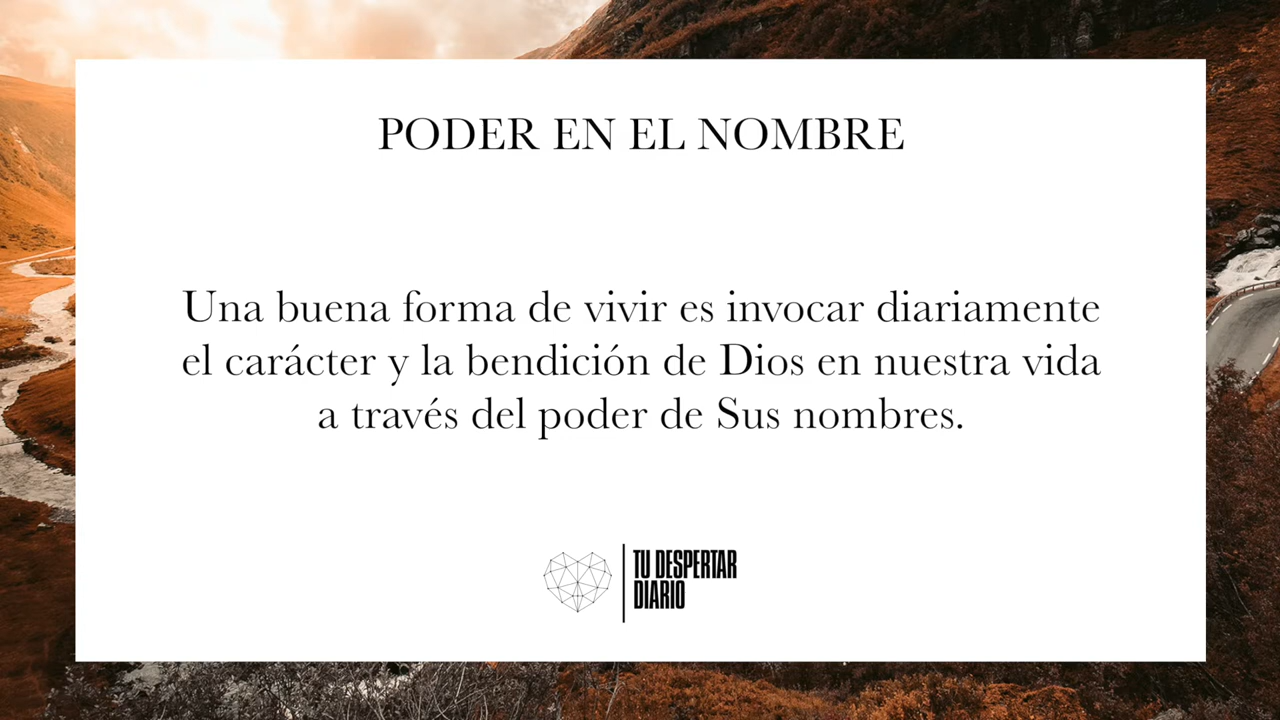 PODER EN EL NOMBRE
Una buena forma de vivir es invocar diariamente
el carácter y la bendición de Dios en nuestra vida
a través del poder de Sus nombres.
TU DESPERTAR
DIARIO